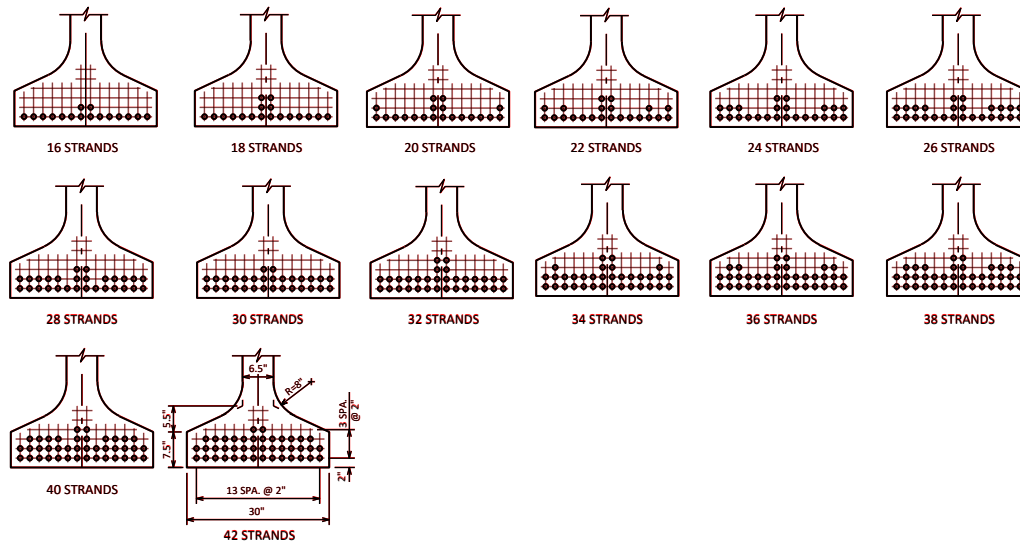 16 STRANDS
18 STRANDS
20 STRANDS
22 STRANDS
24 STRANDS
26 STRANDS
28 STRANDS
30 STRANDS
32 STRANDS
34 STRANDS
36 STRANDS
38 STRANDS
40 STRANDS
6.5"
R=8"
5.5"
7.5"
3 SPA.
@ 2"
2"
13 SPA. @ 2"
30"
42 STRANDS